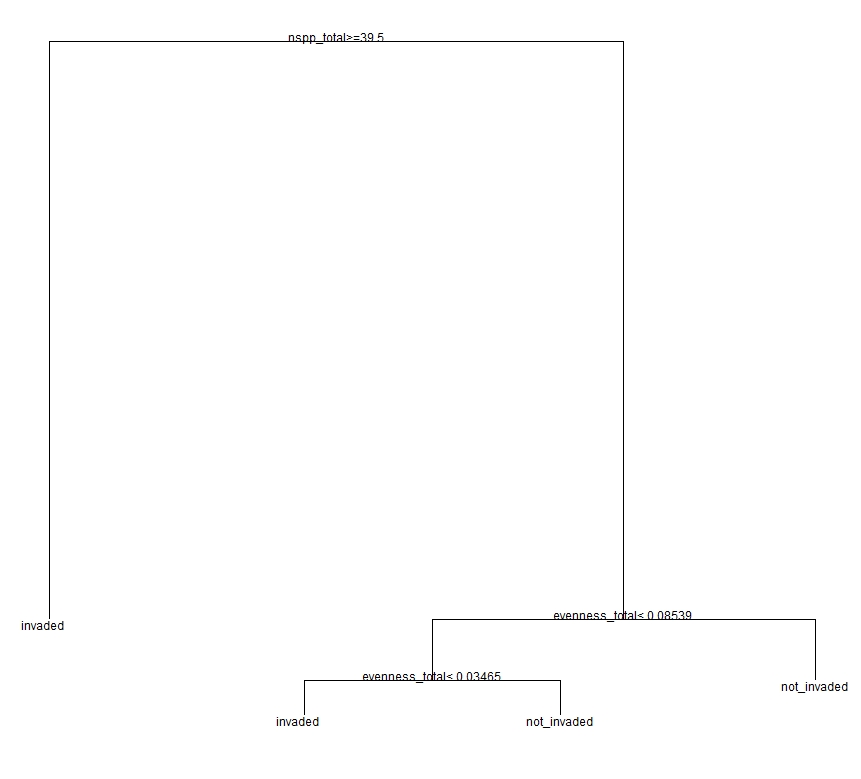 nspp_total>=39.5
evenness_total< 0.08539
invaded
evenness_total< 0.03465
not_invaded
invaded
not_invaded